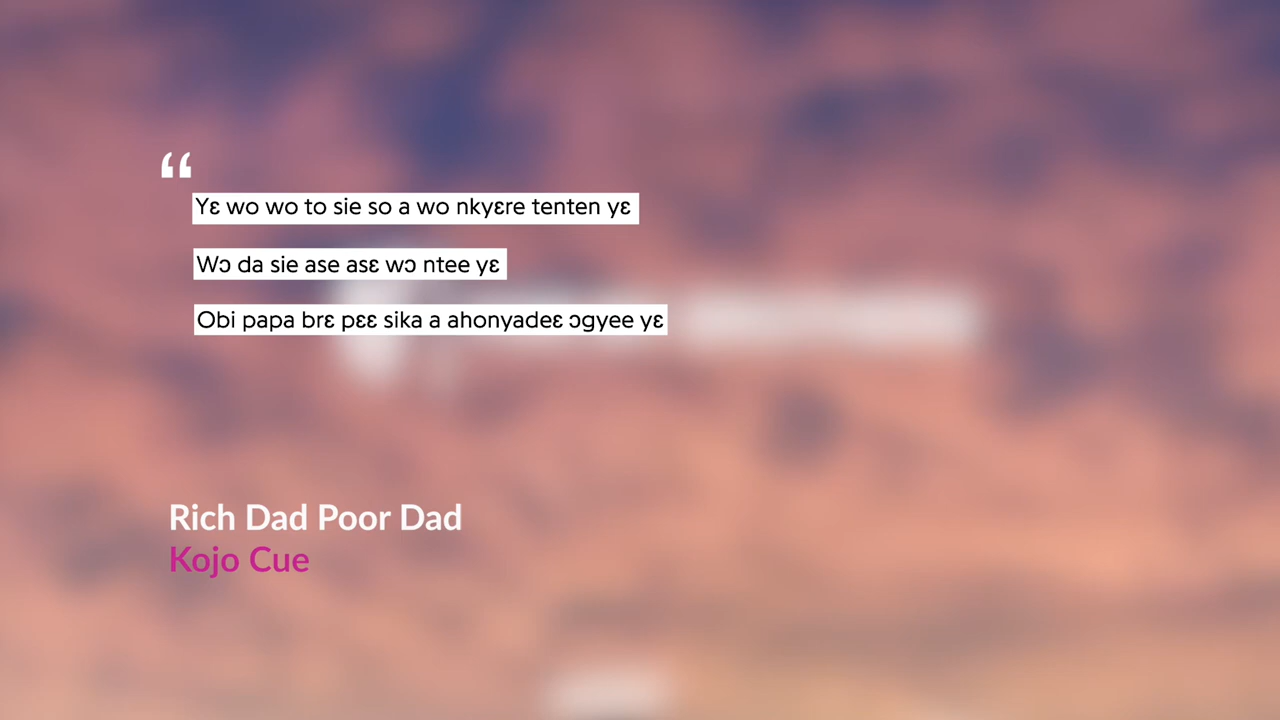 “
Yɛ wo wo to sie so a wo nkyɛre tenten yɛ
Wɔ da sie ase asɛ wɔ ntee yɛ
Obi papa brɛ pɛɛ sika a ahonyadeɛ ɔgyee yɛ
Rich Dad Poor Dad
Kojo Cue